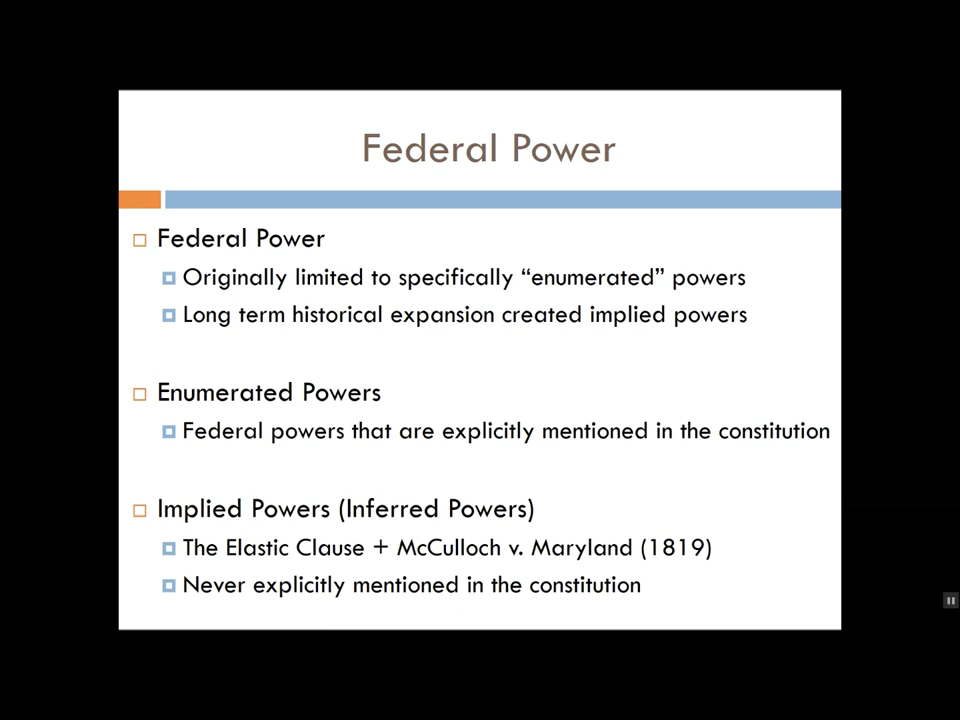 Federal Power
Federal Power
Originally limited to specifically “enumerated” powers
Long term historical expansion created implied powers
Enumerated Powers
Federal powers that are explicitly mentioned in the constitution
Implied Powers (Inferred Powers)
The Elastic Clause + McCulloch v. Maryland (1819)
Never explicitly mentioned in the constitution